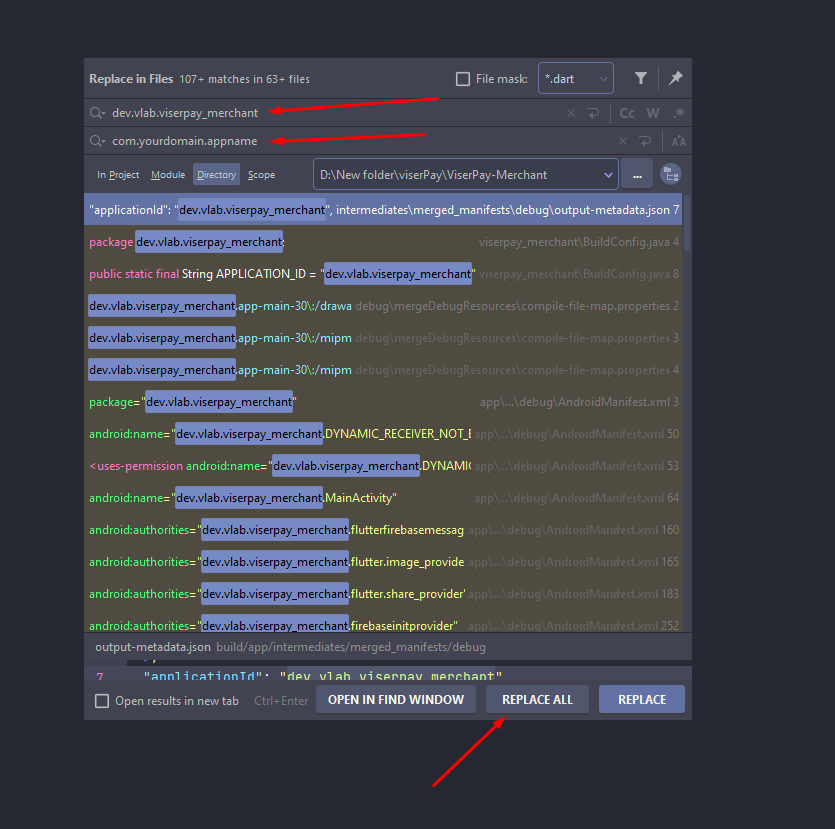 Replace in Files 107+ matches in 63+ files File mask: *.dart
dev.vlab.viserpay_merchant Cc W .*
com.yourdomain.appname AA
In Project Module Directory Scope D:\New folder\viserPay\ViserPay-Merchant ...
"applicationId": "dev.vlab.viserpay_merchant", intermediates\merged_manifests\debug\output-metadata.json 7
package dev.vlab.viserpay_merchant; viserpay_merchant\BuildConfig.java 4
public static final String APPLICATION_ID = "dev.vlab.viserpay_merchant" viserpay_merchant\BuildConfig.java 8
dev.vlab.viserpay_merchant.app-main-30\:/drawa debug\mergeDebugResources\compile-file-map.properties 2
dev.vlab.viserpay_merchant.app-main-30\:/mipm debug\mergeDebugResources\compile-file-map.properties 3
dev.vlab.viserpay_merchant.app-main-30\:/mipm debug\mergeDebugResources\compile-file-map.properties 4
package="dev.vlab.viserpay_merchant" app\...\debug\AndroidManifest.xml 3
android:name="dev.vlab.viserpay_merchant.DYNAMIC_RECEIVER_NOT_E app\...\debug\AndroidManifest.xml 50
<uses-permission android:name="dev.vlab.viserpay_merchant.DYNAMIC app\...\debug\AndroidManifest.xml 53
android:name="dev.vlab.viserpay_merchant.MainActivity" app\...\debug\AndroidManifest.xml 64
android:authorities="dev.vlab.viserpay_merchant.flutterfirebasemessag app\...\debug\AndroidManifest.xml 160
android:authorities="dev.vlab.viserpay_merchant.flutter.image_provide app\...\debug\AndroidManifest.xml 165
android:authorities="dev.vlab.viserpay_merchant.flutter.share_provider" app\...\debug\AndroidManifest.xml 183
android:authorities="dev.vlab.viserpay_merchant.firebaseinitprovider" app\...\debug\AndroidManifest.xml 252
output-metadata.json build/app/intermediates/merged_manifests/debug
7 "applicationId": "dev.vlab.viserpay_merchant"
Open results in new tab Ctrl+Enter OPEN IN FIND WINDOW REPLACE ALL REPLACE